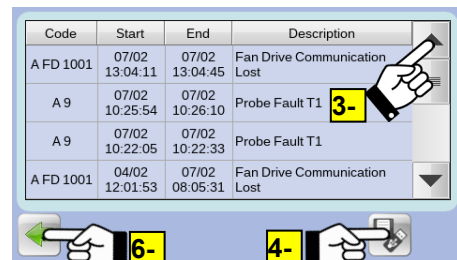 Code Start End Description
A FD 1001 07/02 13:04:11 07/02 13:04:45 Fan Drive Communication Lost
A 9 07/02 10:25:54 07/02 10:26:10 Probe Fault T1
3-
A 9 07/02 10:22:05 07/02 10:22:33 Probe Fault T1
A FD 1001 04/02 12:01:53 07/02 08:05:31 Fan Drive Communication Lost
6- 4-